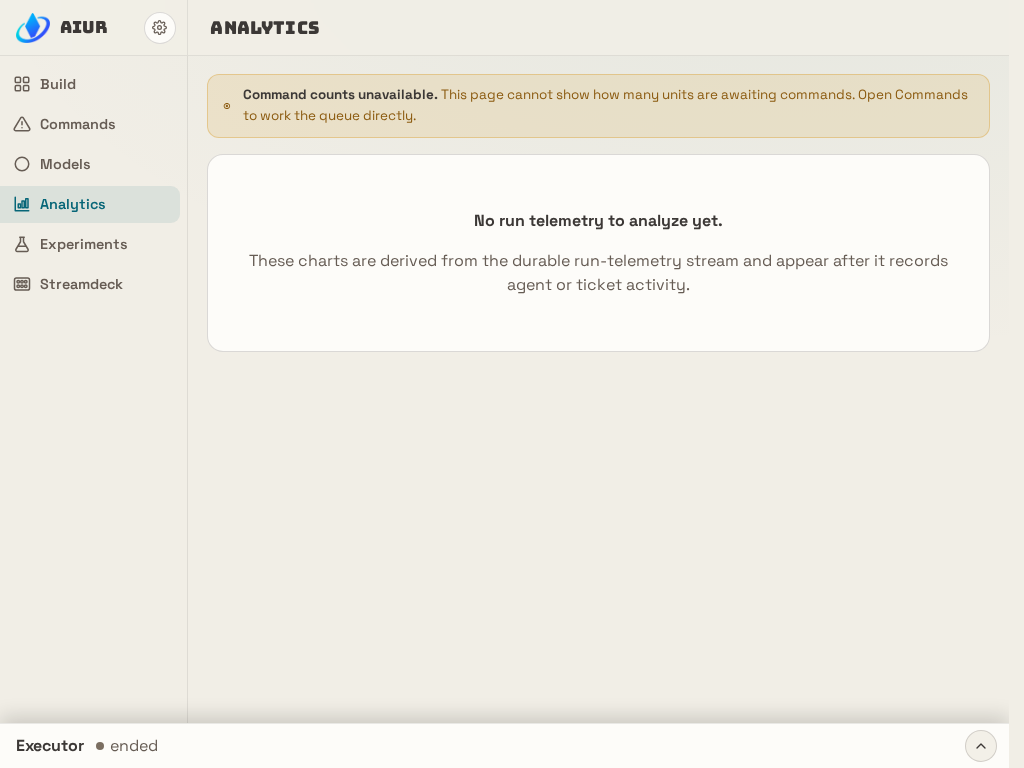 AIUR
ANALYTICS
Build
Commands
Models
Analytics
Experiments
Streamdeck
Command counts unavailable. This page cannot show how many units are awaiting commands. Open Commands
to work the queue directly.
No run telemetry to analyze yet.
These charts are derived from the durable run-telemetry stream and appear after it records
agent or ticket activity.
Executor ended